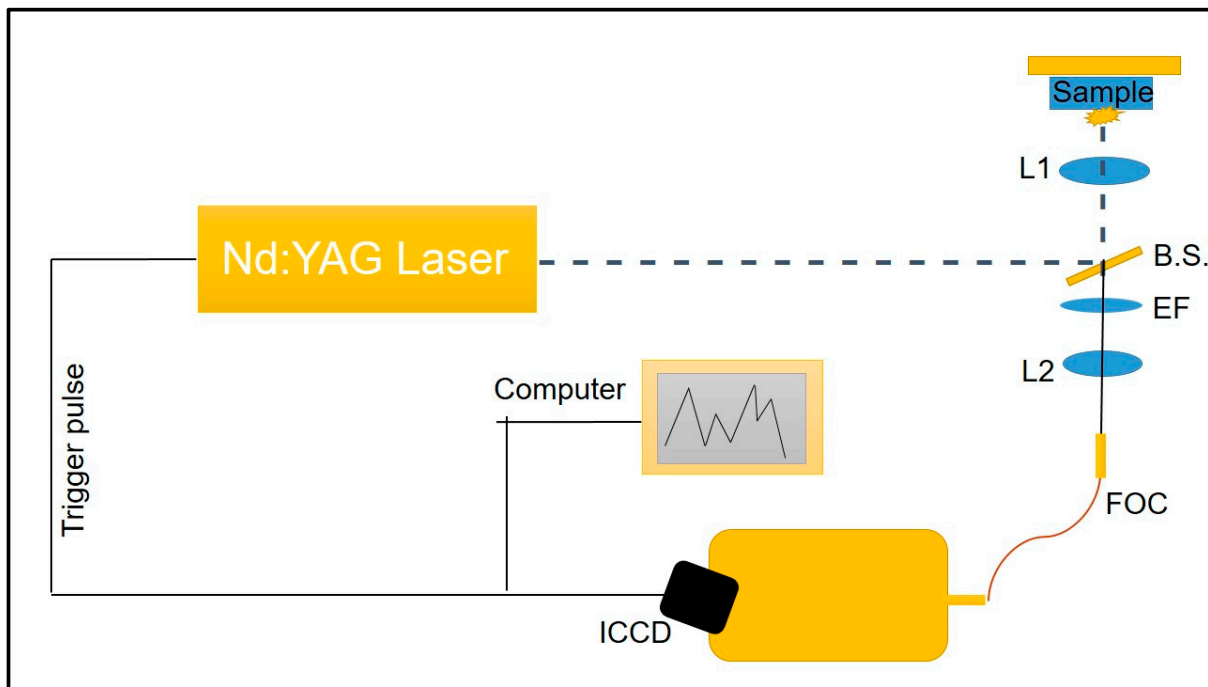 Sample
L1
Nd:YAG Laser
B.S.
EF
L2
Computer
Trigger pulse
FOC
ICCD